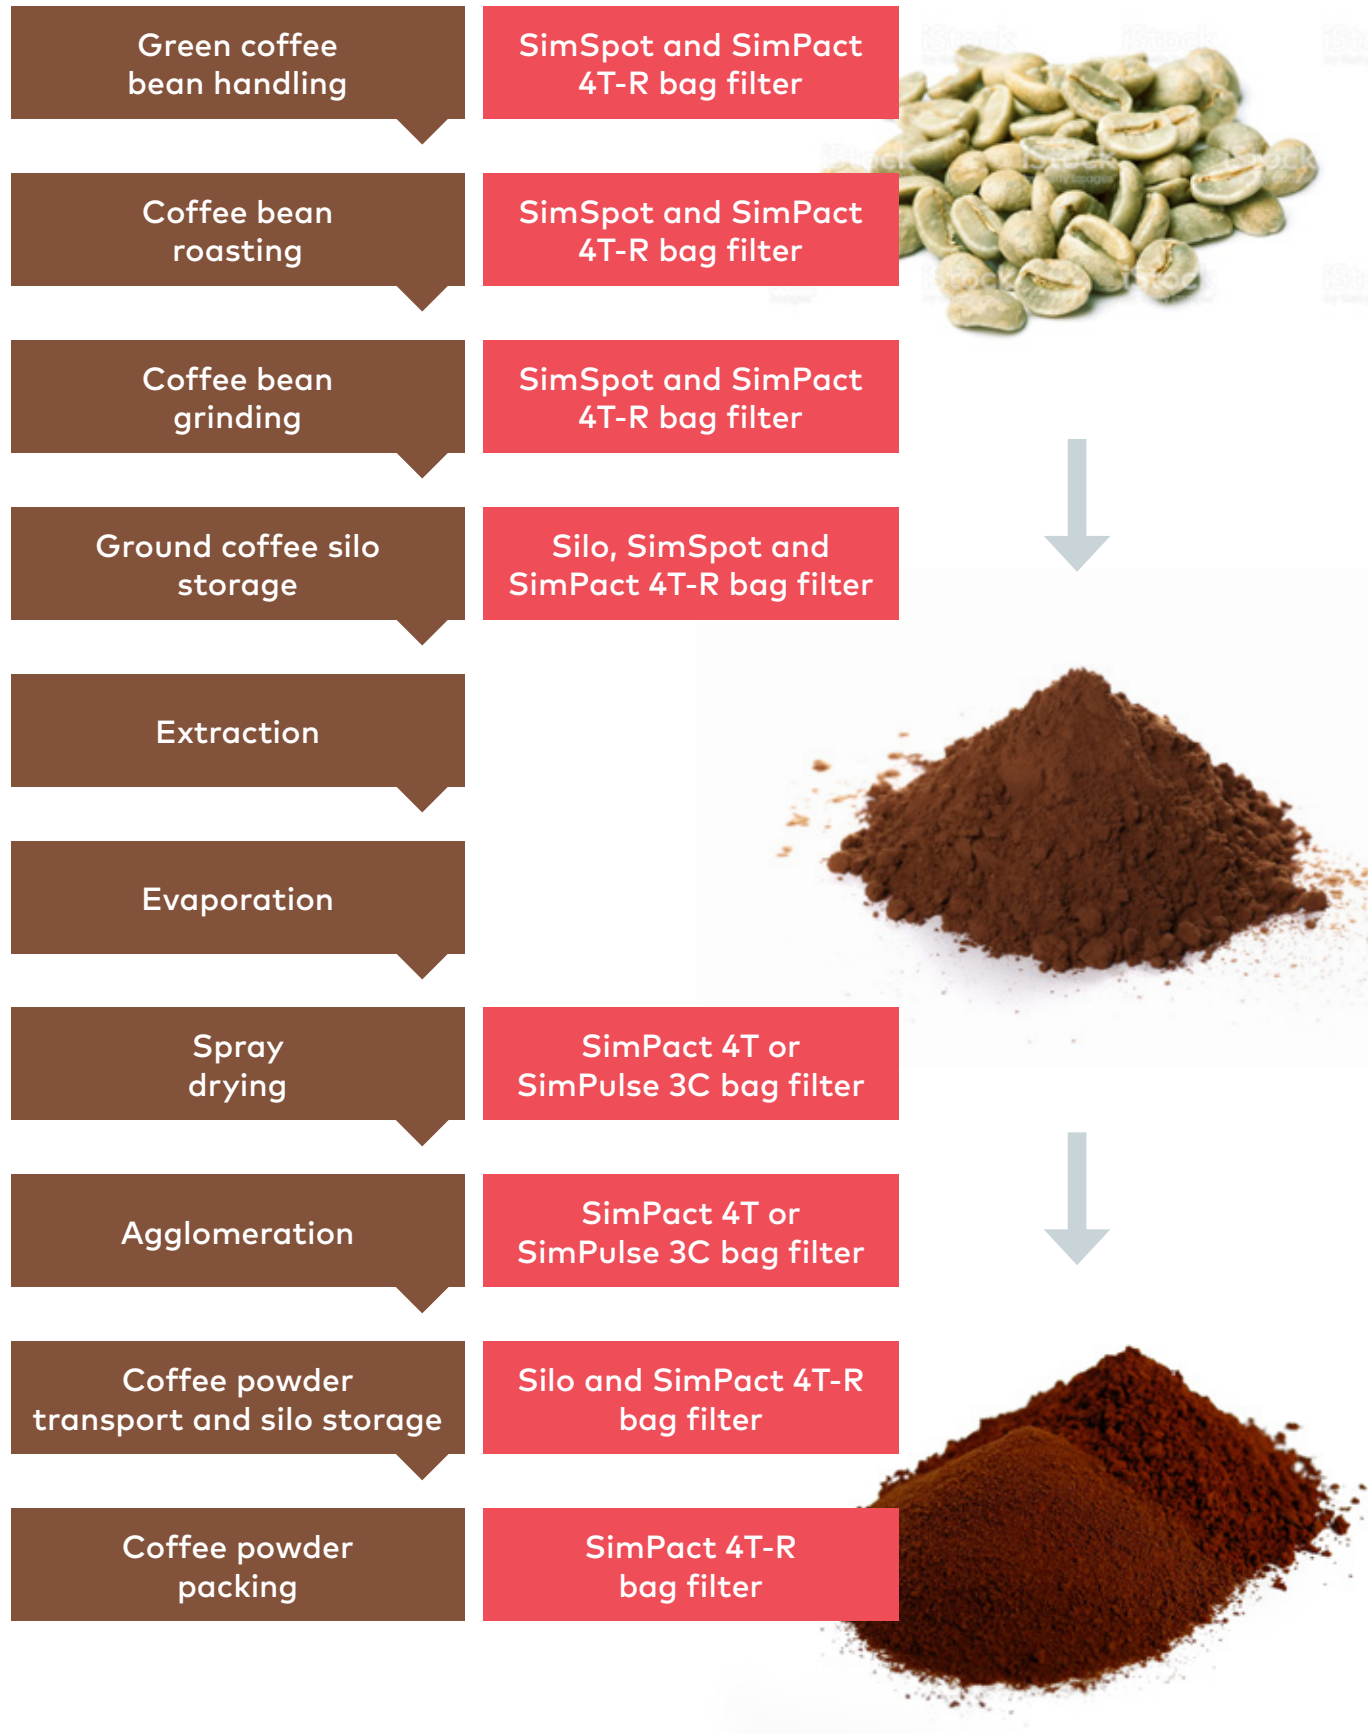 Green coffee
bean handling
SimSpot and SimPact
4T-R bag filter
Coffee bean
roasting
SimSpot and SimPact
4T-R bag filter
Coffee bean
grinding
SimSpot and SimPact
4T-R bag filter
Ground coffee silo
storage
Silo, SimSpot and
SimPact 4T-R bag filter
Extraction
Evaporation
Spray
drying
SimPact 4T or
SimPulse 3C bag filter
Agglomeration
SimPact 4T or
SimPulse 3C bag filter
Coffee powder
transport and silo storage
Silo and SimPact 4T-R
bag filter
Coffee powder
packing
SimPact 4T-R
bag filter
iStock
iStock
iStock
iStock